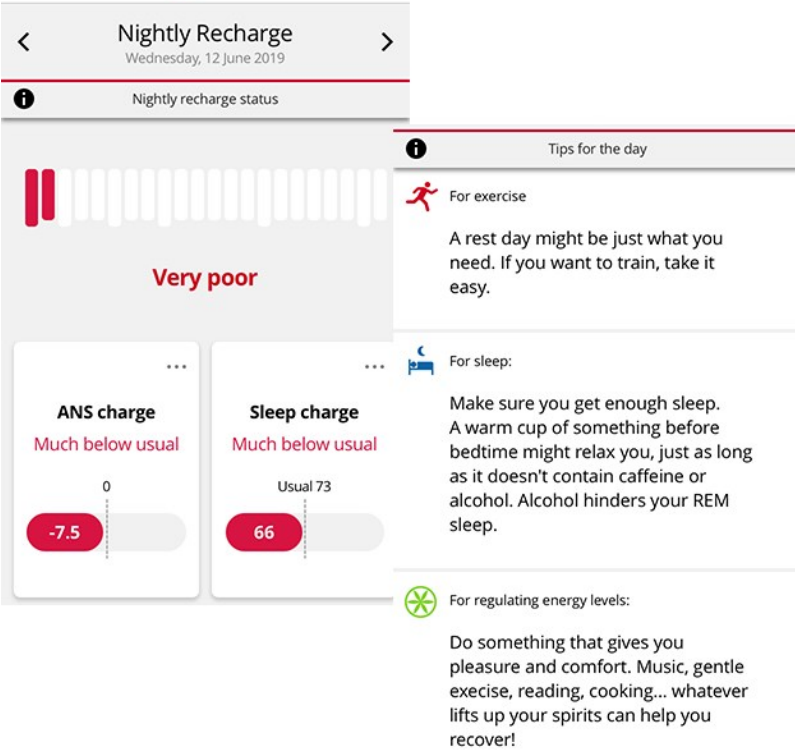 Nightly Recharge
Wednesday, 12 June 2019
Nightly recharge status
Very poor
ANS charge
Much below usual
0
-7.5
Sleep charge
Much below usual
Usual 73
66
Tips for the day
For exercise
A rest day might be just what you
need. If you want to train, take it
easy.
For sleep:
Make sure you get enough sleep.
A warm cup of something before
bedtime might relax you, just as long
as it doesn't contain caffeine or
alcohol. Alcohol hinders your REM
sleep.
For regulating energy levels:
Do something that gives you
pleasure and comfort. Music, gentle
execise, reading, cooking... whatever
lifts up your spirits can help you
recover!